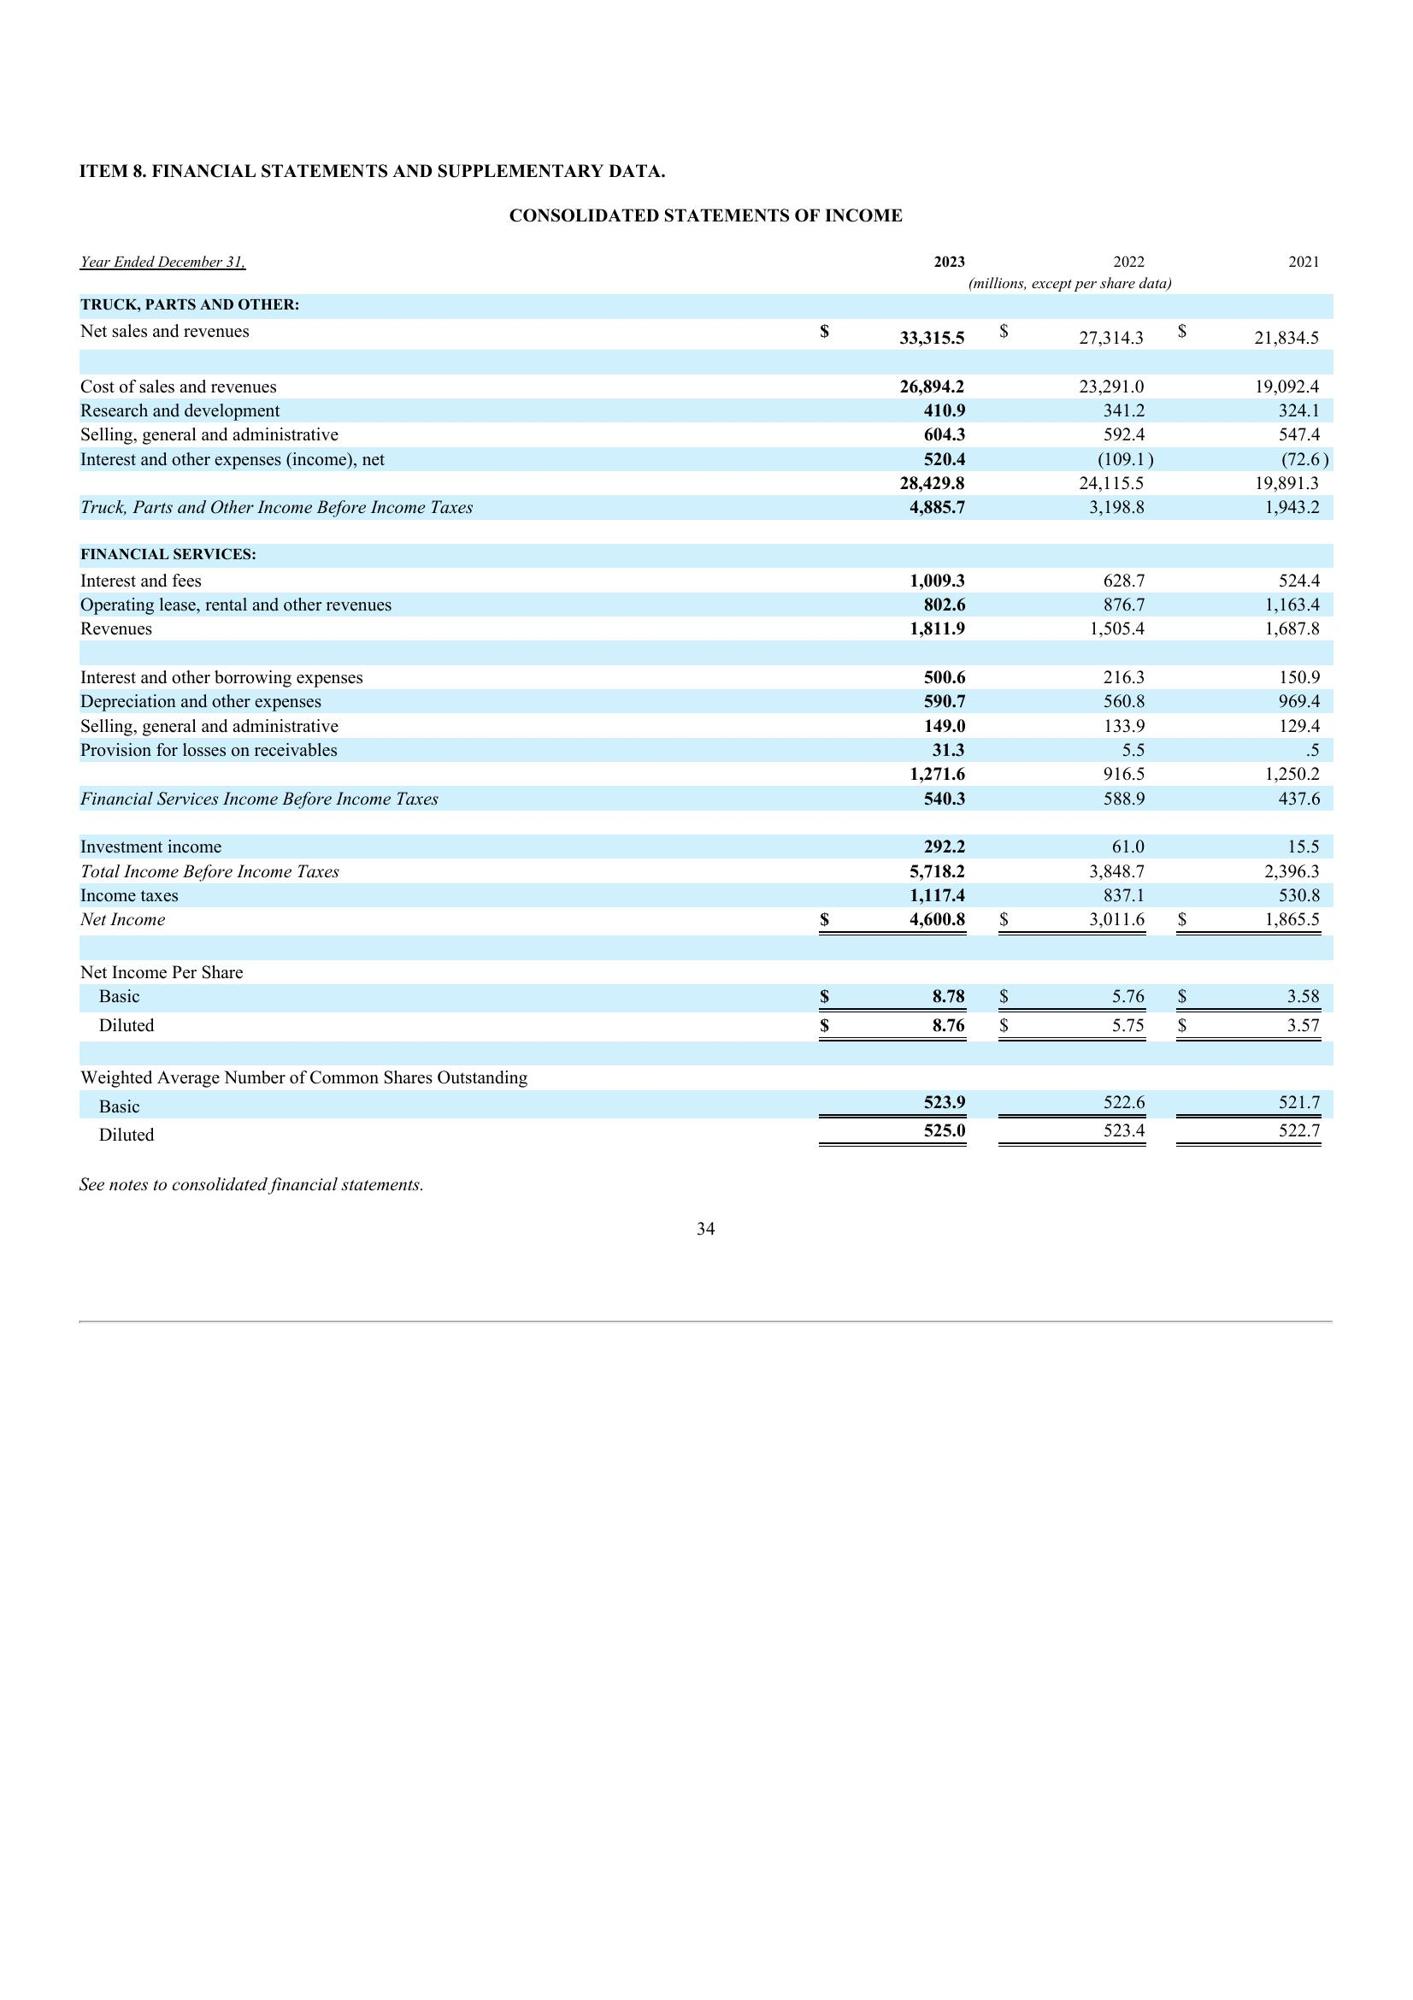 ITEM 8. FINANCIAL STATEMENTS AND SUPPLEMENTARY DATA.
CONSOLIDATED STATEMENTS OF INCOME
Year Ended December 31, 2023 2022 2021
(millions, except per share data)
TRUCK, PARTS AND OTHER:
Net sales and revenues $ 33,315.5 $ 27,314.3 $ 21,834.5
Cost of sales and revenues 26,894.2 23,291.0 19,092.4
Research and development 410.9 341.2 324.1
Selling, general and administrative 604.3 592.4 547.4
Interest and other expenses (income), net 520.4 (109.1 ) (72.6 )
28,429.8 24,115.5 19,891.3
Truck, Parts and Other Income Before Income Taxes 4,885.7 3,198.8 1,943.2
FINANCIAL SERVICES:
Interest and fees 1,009.3 628.7 524.4
Operating lease, rental and other revenues 802.6 876.7 1,163.4
Revenues 1,811.9 1,505.4 1,687.8
Interest and other borrowing expenses 500.6 216.3 150.9
Depreciation and other expenses 590.7 560.8 969.4
Selling, general and administrative 149.0 133.9 129.4
Provision for losses on receivables 31.3 5.5 .5
1,271.6 916.5 1,250.2
Financial Services Income Before Income Taxes 540.3 588.9 437.6
Investment income 292.2 61.0 15.5
Total Income Before Income Taxes 5,718.2 3,848.7 2,396.3
Income taxes 1,117.4 837.1 530.8
Net Income $ 4,600.8 $ 3,011.6 $ 1,865.5
Net Income Per Share
Basic $ 8.78 $ 5.76 $ 3.58
Diluted $ 8.76 $ 5.75 $ 3.57
Weighted Average Number of Common Shares Outstanding
Basic 523.9 522.6 521.7
Diluted 525.0 523.4 522.7
See notes to consolidated financial statements.
34